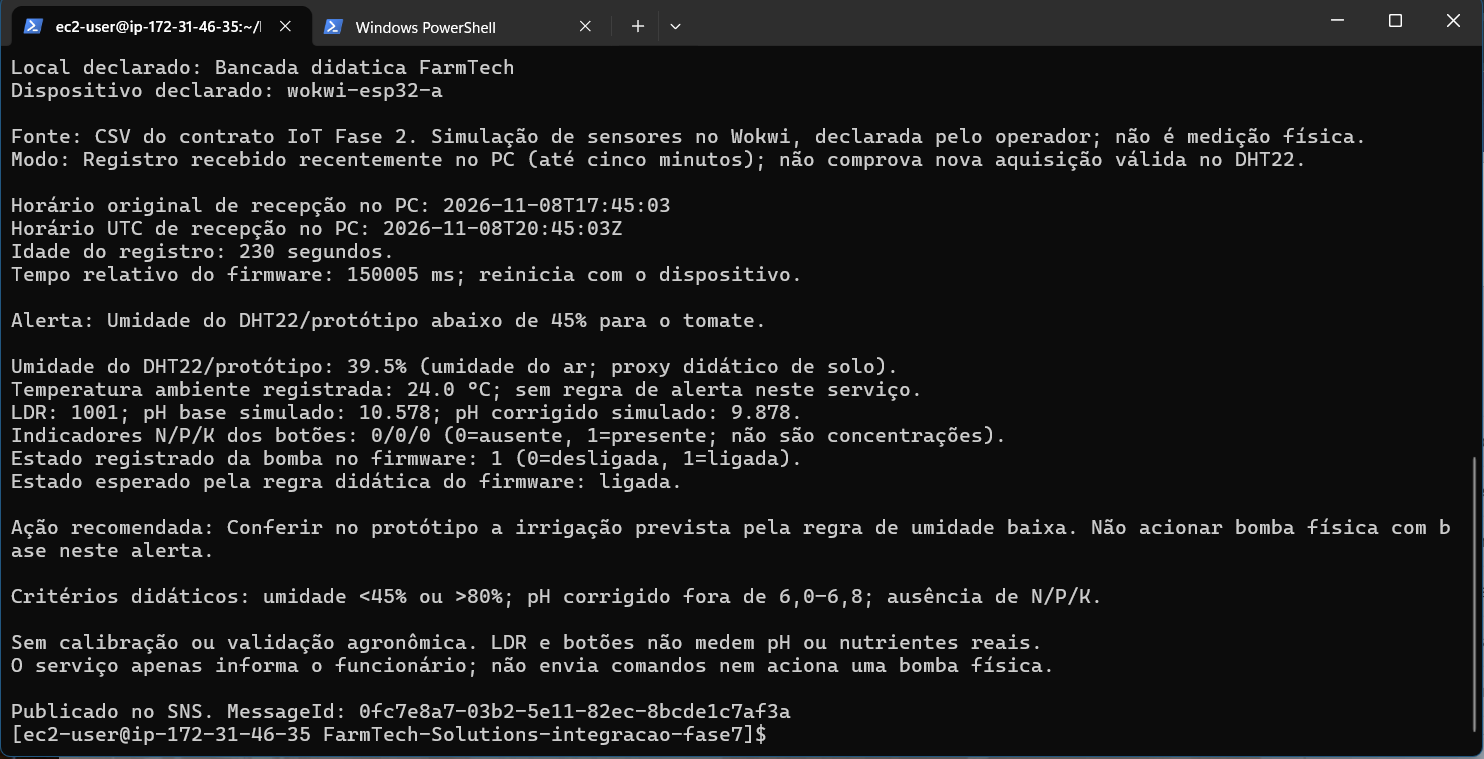 ec2-user@ip-172-31-46-35:~/
Windows PowerShell
Local declarado: Bancada didatica FarmTech
Dispositivo declarado: wokwi-esp32-a
Fonte: CSV do contrato IoT Fase 2. Simulação de sensores no Wokwi, declarada pelo operador; não é medição física.
Modo: Registro recebido recentemente no PC (até cinco minutos); não comprova nova aquisição válida no DHT22.
Horário original de recepção no PC: 2026-11-08T17:45:03
Horário UTC de recepção no PC: 2026-11-08T20:45:03Z
Idade do registro: 230 segundos.
Tempo relativo do firmware: 150005 ms; reinicia com o dispositivo.
Alerta: Umidade do DHT22/protótipo abaixo de 45% para o tomate.
Umidade do DHT22/protótipo: 39.5% (umidade do ar; proxy didático de solo).
Temperatura ambiente registrada: 24.0 °C; sem regra de alerta neste serviço.
LDR: 1001; pH base simulado: 10.578; pH corrigido simulado: 9.878.
Indicadores N/P/K dos botões: 0/0/0 (0=ausente, 1=presente; não são concentrações).
Estado registrado da bomba no firmware: 1 (0=desligada, 1=ligada).
Estado esperado pela regra didática do firmware: ligada.
Ação recomendada: Conferir no protótipo a irrigação prevista pela regra de umidade baixa. Não acionar bomba física com b
ase neste alerta.
Critérios didáticos: umidade <45% ou >80%; pH corrigido fora de 6,0–6,8; ausência de N/P/K.
Sem calibração ou validação agronômica. LDR e botões não medem pH ou nutrientes reais.
O serviço apenas informa o funcionário; não envia comandos nem aciona uma bomba física.
Publicado no SNS. MessageId: 0fc7e8a7-03b2-5e11-82ec-8bcde1c7af3a
[ec2-user@ip-172-31-46-35 FarmTech-Solutions-integracao-fase7]$